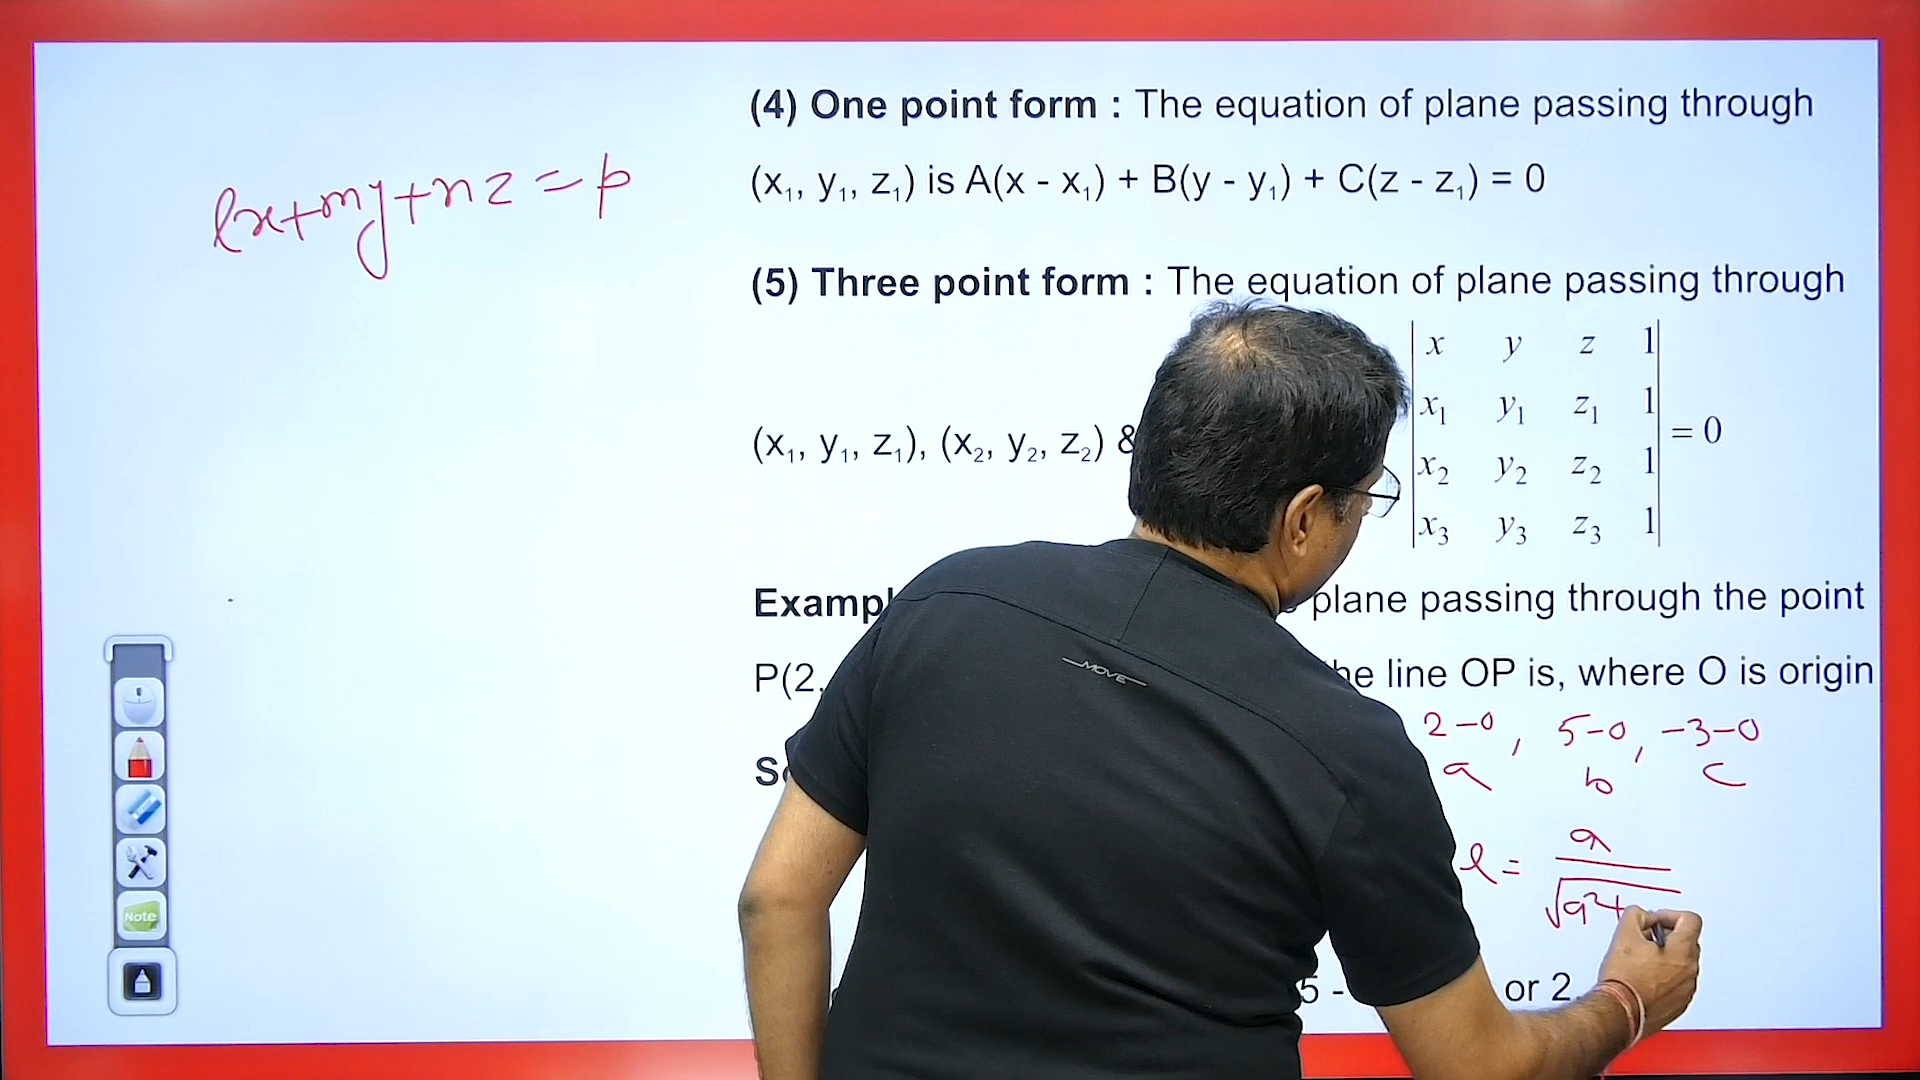 (4) One point form : The equation of plane passing through
(x₁, y₁, z₁) is A(x - x₁) + B(y - y₁) + C(z - z₁) = 0
lx+my+nz=p
(5) Three point form : The equation of plane passing through
(x₁, y₁, z₁), (x₂, y₂, z₂) &
x y z 1
x₁ y₁ z₁ 1
= 0
x₂ y₂ z₂ 1
x₃ y₃ z₃ 1
plane passing through the point
P(2, line OP is, where O is origin
2-0, 5-0, -3-0
a b c
l = a
√a²+
5 - or 2
MOVE
Note